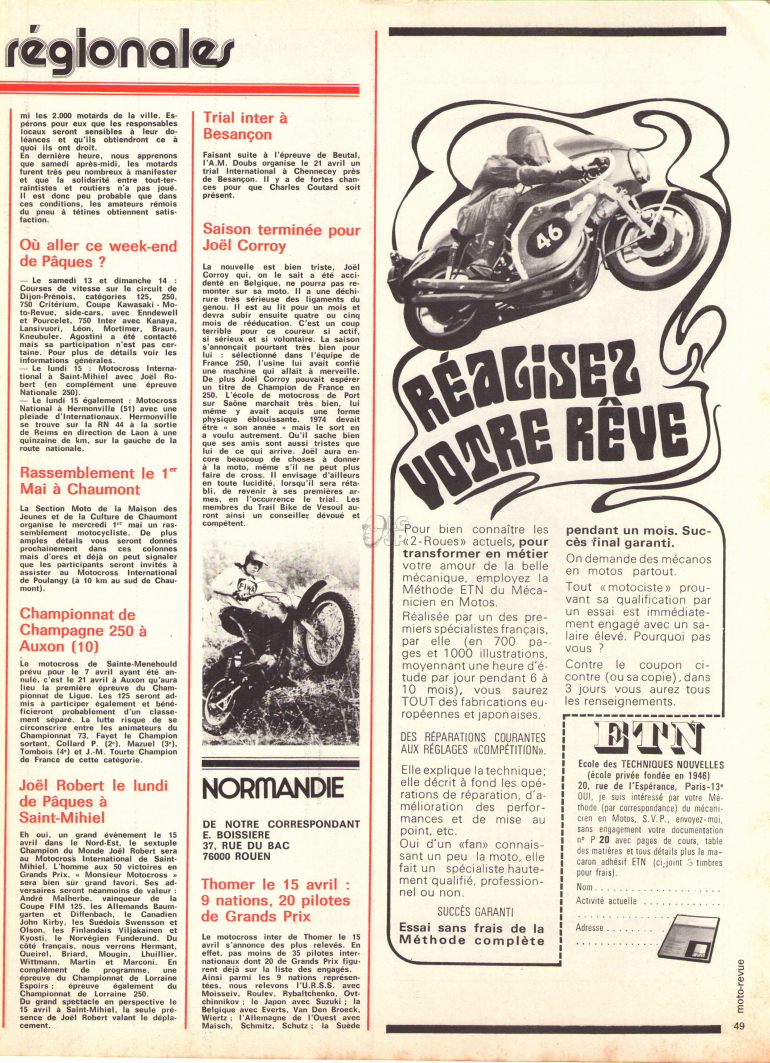 régionales
mi les 2.000 motards de la ville. Es-
pérons pour eux que les responsables
locaux seront sensibles à leur do-
léances et qu'ils obtiendront ce à
quoi ils ont droit.
En dernière heure, nous apprenons
que samedi après-midi, les motards
furent très peu nombreux à manifester
et que la solidarité entre tout-ter-
raintistes et routiers n'a pas joué.
Il est donc peu probable que dans
ces conditions, les amateurs rémois
du pneu à tétines obtiennent satis-
faction.
Où aller ce week-end
de Pâques ?
— Le samedi 13 et dimanche 14 :
Courses de vitesse sur le circuit de
Dijon-Prénois, catégories 125, 250,
750 Critérium, Coupe Kawasaki - Mo-
to-Revue, side-cars, avec Enndewell
et Pourcelet, 750 Inter avec Kanaya,
Lansivuori, Léon, Mortimer, Braun,
Kneubuler. Agostini a été contacté
mais sa participation n'est pas cer-
taine. Pour plus de détails voir les
informations générales.
— Le lundi 15 : Motocross Interna-
tional à Saint-Mihiel avec Joël Ro-
bert (en complément une épreuve
Nationale 250).
— Le lundi 15 également : Motocross
National à Hermonville (51) avec une
pleiade d'Internationaux. Hermonville
se trouve sur la RN 44 à la sortie
de Reims en direction de Laon à une
quinzaine de km, sur la gauche de la
route nationale.
Rassemblement le 1er
Mai à Chaumont
La Section Moto de la Maison des
Jeunes et de la Culture de Chaumont
organise le mercredi 1er mai un ras-
semblement motocycliste. De plus
amples détails vous seront donnés
prochainement dans ces colonnes
mais d'ores et déjà on peut signaler
que les participants seront invités à
assister au Motocross International
de Poulangy (à 10 km au sud de Chau-
mont).
Championnat de
Champagne 250 à
Auxon (10)
Le motocross de Sainte-Menehould
prévu pour le 7 avril ayant été an-
nulé, c'est le 21 avril à Auxon qu'aura
lieu la première épreuve du Cham-
pionnat de Ligue. Les 125 seront ad-
mis à participer également et béné-
ficieront probablement d'un classe-
ment séparé. La lutte risque de se
circonscrire entre les animateurs du
Championnat 73, Fayet le Champion
sortant, Collard P. (2e), Mazuel (3e),
Tombois (4e) et J.-M. Tourte Champion
de France de cette catégorie.
Joël Robert le lundi
de Pâques à
Saint-Mihiel
Eh oui, un grand évènement le 15
avril dans le Nord-Est, le sextuple
Champion du Monde Joël Robert sera
au Motocross International de Saint-
Mihiel. L'homme aux 50 victoires en
Grands Prix, « Monsieur Motocross »
sera bien sûr grand favori. Ses ad-
versaires seront néanmoins de valeur :
André Malherbe, vainqueur de la
Coupe FIM 125, les Allemands Baum-
garten et Diffenbach, le Canadien
John Kirby, les Suédois Swensson et
Olson, les Finlandais Viljakainen et
Kyosti, le Norvégien Funderund. Du
côté français, nous verrons Hermant,
Queirel, Briard, Mougin, Lhuillier,
Wittmann, Martin et Marconi. En
complément de programme, une
épreuve du Championnat de Lorraine
Espoirs ; épreuve également du
Championnat de Lorraine 250.
Du grand spectacle en perspective le
15 avril à Saint-Mihiel, la seule pré-
sence de Joël Robert valant le dépla-
cement.
Trial inter à
Besançon
Faisant suite à l'épreuve de Beutal,
l'A.M. Doubs organise le 21 avril un
trial International à Chennecey près
de Besançon. Il y a de fortes chan-
ces pour que Charles Coutard soit
présent.
Saison terminée pour
Joël Corroy
La nouvelle est bien triste, Joël
Corroy qui, on le sait a été acci-
denté en Belgique, ne pourra pas re-
monter sur sa moto. Il a une déchi-
rure très sérieuse des ligaments du
genou. Il est au lit pour un mois et
devra subir ensuite quatre ou cinq
mois de rééducation. C'est un coup
terrible pour ce coureur si actif,
si sérieux et si volontaire. La saison
s'annonçait pourtant très bien pour
lui : sélectionné dans l'équipe de
France 250, l'usine lui avait confié
une machine qui allait à merveille.
De plus Joël Corroy pouvait espérer
un titre de Champion de France en
250. L'école de motocross de Port
sur Saône marchait très bien, lui
même y avait acquis une forme
physique éblouissante. 1974 devait
être « son année » mais le sort en
a voulu autrement. Qu'il sache bien
que ses amis sont aussi tristes que
lui de ce qui arrive. Joël aura en-
core beaucoup de choses à donner
à la moto, même s'il ne peut plus
faire de cross. Il envisage d'ailleurs
en toute lucidité, lorsqu'il sera réta-
bli, de revenir à ses premières ar-
mes, en l'occurrence le trial. Les
membres du Trail Bike de Vesoul au-
ront ainsi un conseiller dévoué et
compétent.
NORMANDIE
DE NOTRE CORRESPONDANT
E. BOISSIERE
37, RUE DU BAC
76000 ROUEN
Thomer le 15 avril :
9 nations, 20 pilotes
de Grands Prix
Le motocross inter de Thomer le 15
avril s'annonce des plus relevés. En
effet, pas moins de 35 pilotes inter-
nationaux dont 20 de Grands Prix figu-
rent déjà sur la liste des engagés.
Ainsi parmi les 9 nations représen-
tées, nous relevons l'U.R.S.S. avec
Moisseiv, Roulev, Rybaltchenko, Ovt-
chinnikov ; le Japon avec Suzuki ; la
Belgique avec Everts, Van Den Broeck,
Wiertz ; l'Allemagne de l'Ouest avec
Maisch, Schmitz, Schutz ; la Suède
46
RÉALISEZ
VOTRE RÊVE
Pour bien connaître les
«2-Roues» actuels, pour
transformer en métier
votre amour de la belle
mécanique, employez la
Méthode ETN du Méca-
nicien en Motos.
Réalisée par un des pre-
miers spécialistes français,
par elle (en 700 pa-
ges et 1000 illustrations,
moyennant une heure d'é-
tude par jour pendant 6 à
10 mois), vous saurez
TOUT des fabrications eu-
ropéennes et japonaises.
DES RÉPARATIONS COURANTES
AUX RÉGLAGES «COMPÉTITION».
Elle explique la technique;
elle décrit à fond les opé-
rations de réparation, d'a-
mélioration des perfor-
mances et de mise au
point, etc.
Oui d'un «fan» connais-
sant un peu la moto, elle
fait un spécialiste haute-
ment qualifié, profession-
nel ou non.
SUCCÈS GARANTI
Essai sans frais de la
Méthode complète
pendant un mois. Suc-
cès final garanti.
On demande des mécanos
en motos partout.
Tout «motociste» prou-
vant sa qualification par
un essai est immédiate-
ment engagé avec un sa-
laire élevé. Pourquoi pas
vous ?
Contre le coupon ci-
contre (ou sa copie), dans
3 jours vous aurez tous
les renseignements.
ETN
Ecole des TECHNIQUES NOUVELLES
(école privée fondée en 1946)
20, rue de l'Espérance, Paris-13e
OUI, je suis intéressé par votre Mé-
thode (par correspondance) du mécani-
cien en Motos, S.V.P., envoyez-moi,
sans engagement votre documentation
n° P 20 avec pages de cours, table
des matières et tous détails plus le ma-
caron adhésif ETN (ci-joint 3 timbres
pour frais).
Nom
Activité actuelle
Adresse
moto-revue
49